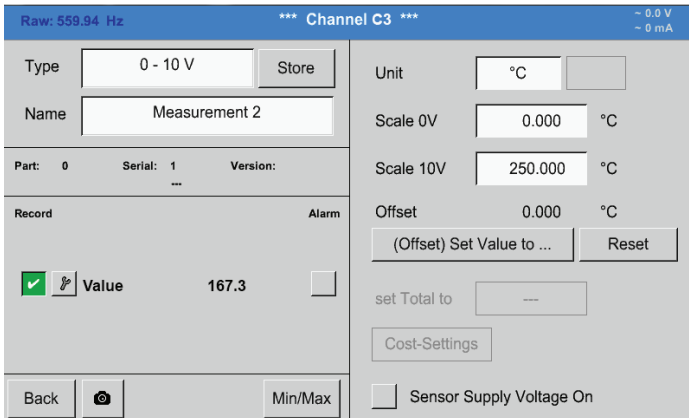 Raw: 559.94 Hz
*** Channel C3 ***
~ 0.0 V
~ 0 mA
Type
0 - 10 V
Store
Name
Measurement 2
Part: 0 Serial: 1 Version:
---
Record
Alarm
Value 167.3
Back
Min/Max
Unit
°C
Scale 0V
0.000
°C
Scale 10V
250.000
°C
Offset
0.000
°C
(Offset) Set Value to ...
Reset
set Total to
---
Cost-Settings
Sensor Supply Voltage On